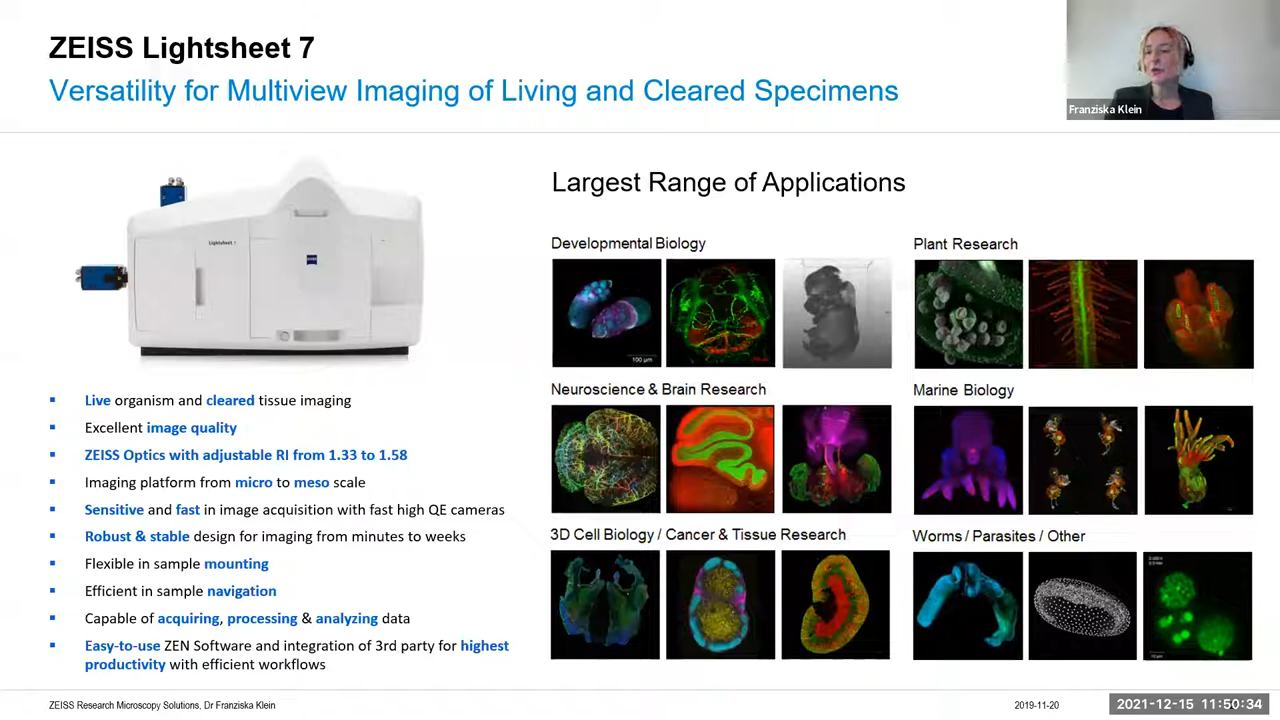 ZEISS Lightsheet 7
Versatility for Multiview Imaging of Living and Cleared Specimens
Franziska Klein
Lightsheet 7
ZEISS
Live organism and cleared tissue imaging
Excellent image quality
ZEISS Optics with adjustable RI from 1.33 to 1.58
Imaging platform from micro to meso scale
Sensitive and fast in image acquisition with fast high QE cameras
Robust & stable design for imaging from minutes to weeks
Flexible in sample mounting
Efficient in sample navigation
Capable of acquiring, processing & analyzing data
Easy-to-use ZEN Software and integration of 3rd party for highest
productivity with efficient workflows
Largest Range of Applications
Developmental Biology
100 µm
Plant Research
Neuroscience & Brain Research
Marine Biology
3D Cell Biology / Cancer & Tissue Research
Worms / Parasites / Other
ZEISS Research Microscopy Solutions, Dr Franziska Klein
2019-11-20
2021-12-15 11:50:34